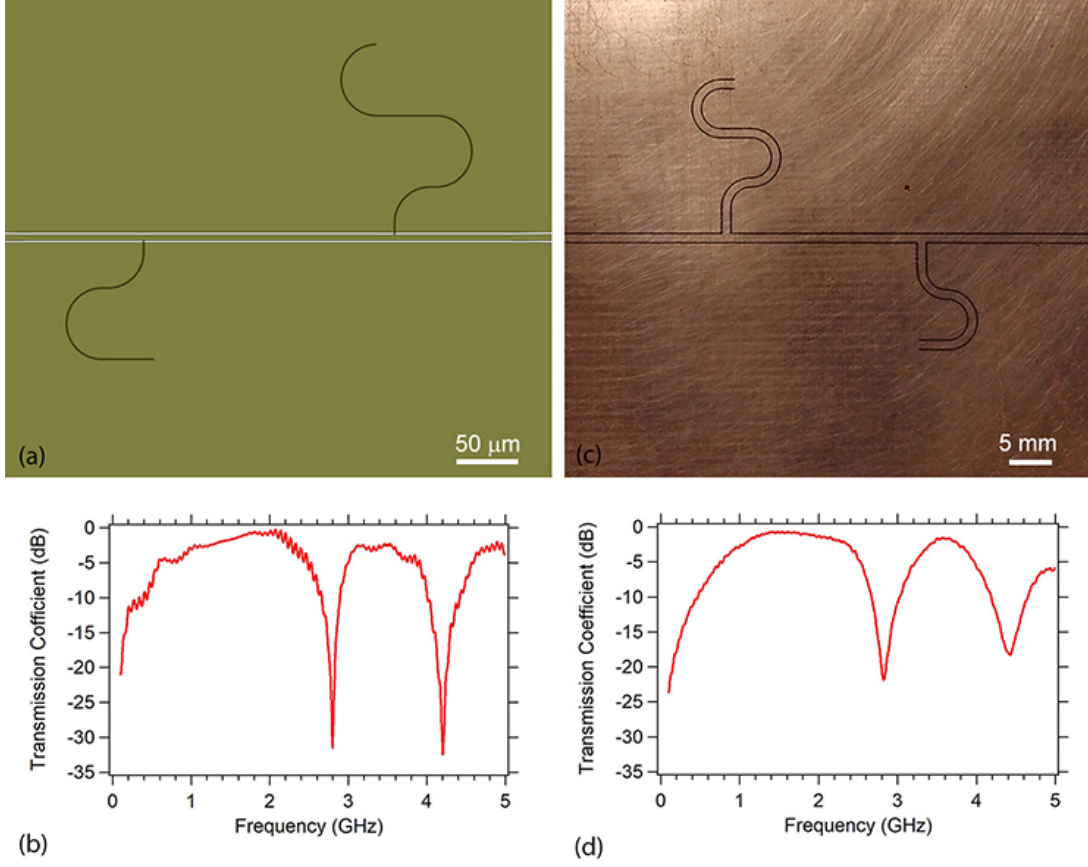 50 μm
(a)
5 mm
(c)
0
-5
-10
-15
-20
-25
-30
-35
Transmission Cofficient (dB)
0 1 2 3 4 5
Frequency (GHz)
(b)
0
-5
-10
-15
-20
-25
-30
-35
Transmission Coefficient (dB)
0 1 2 3 4 5
Frequency (GHz)
(d)